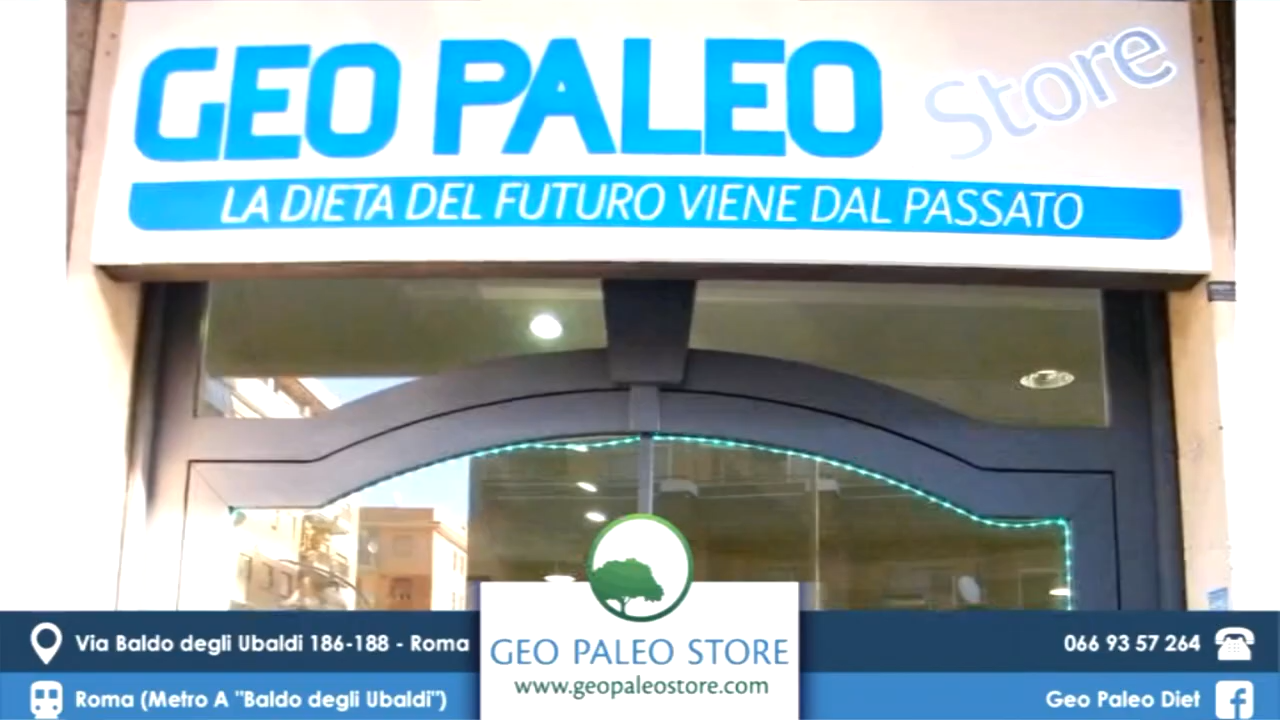 GEO PALEO Store
LA DIETA DEL FUTURO VIENE DAL PASSATO
Via Baldo degli Ubaldi 186-188 - Roma
Roma (Metro A "Baldo degli Ubaldi")
GEO PALEO STORE
www.geopaleostore.com
066 93 57 264
Geo Paleo Diet